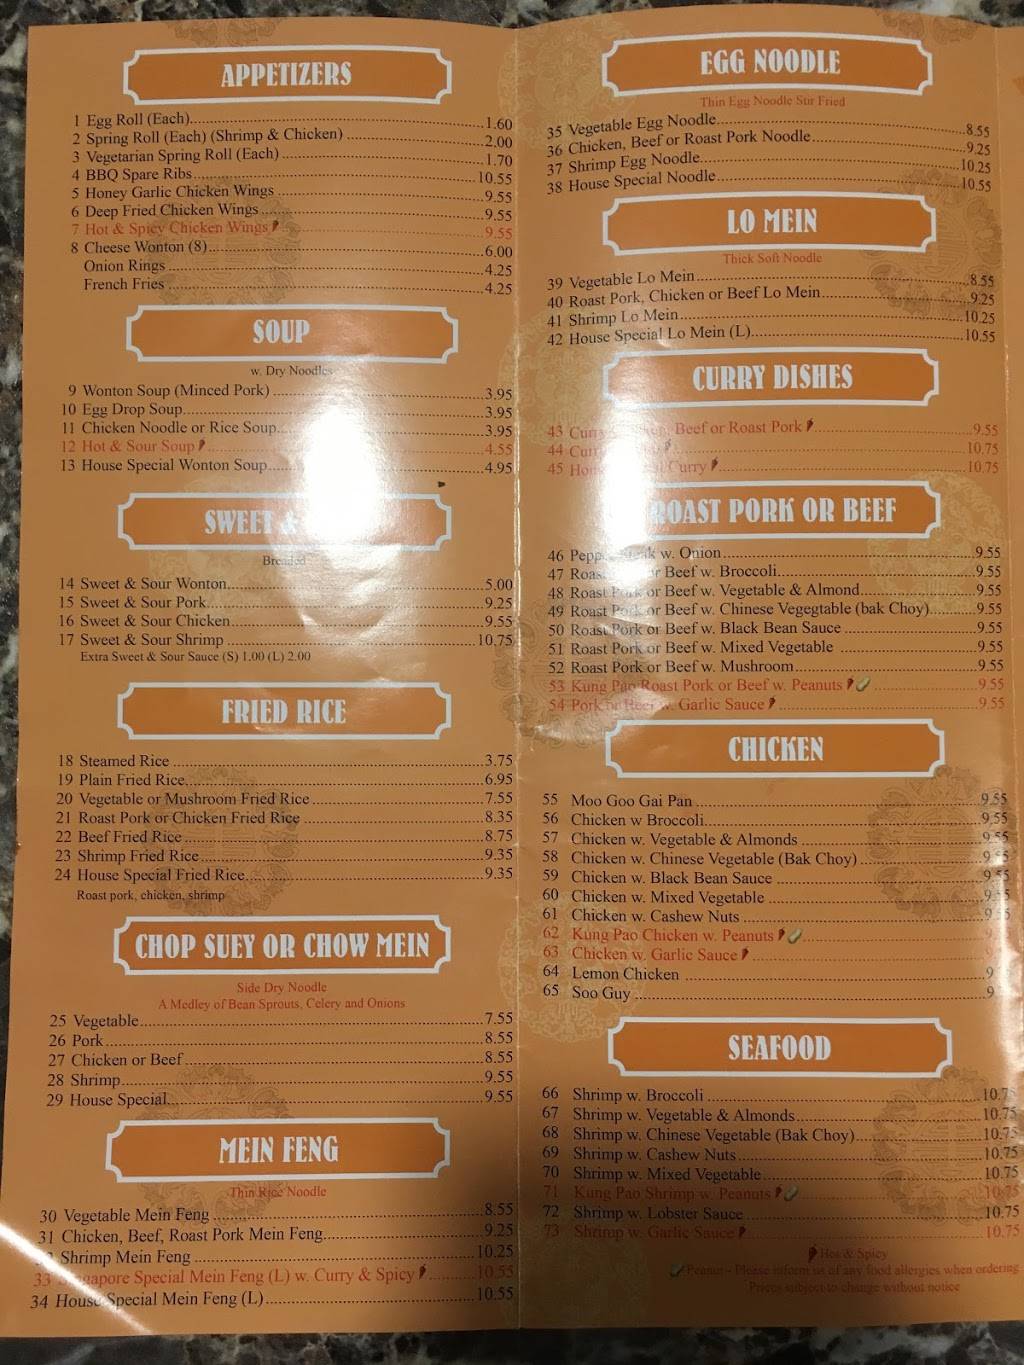 APPETIZERS
1 Egg Roll (Each) 1.60
2 Spring Roll (Each) (Shrimp & Chicken) 2.00
3 Vegetarian Spring Roll (Each) 1.70
4 BBQ Spare Ribs 10.55
5 Honey Garlic Chicken Wings 9.55
6 Deep Fried Chicken Wings 9.55
7 Hot & Spicy Chicken Wings 9.55
8 Cheese Wonton (8) 6.00
Onion Rings 4.25
French Fries 4.25
SOUP
w. Dry Noodles
9 Wonton Soup (Minced Pork) 3.95
10 Egg Drop Soup 3.95
11 Chicken Noodle or Rice Soup 3.95
12 Hot & Sour Soup 4.55
13 House Special Wonton Soup 4.95
SWEET &
Breaded
14 Sweet & Sour Wonton 5.00
15 Sweet & Sour Pork 9.25
16 Sweet & Sour Chicken 9.55
17 Sweet & Sour Shrimp 10.75
Extra Sweet & Sour Sauce (S) 1.00 (L) 2.00
FRIED RICE
18 Steamed Rice 3.75
19 Plain Fried Rice 6.95
20 Vegetable or Mushroom Fried Rice 7.55
21 Roast Pork or Chicken Fried Rice 8.35
22 Beef Fried Rice 8.75
23 Shrimp Fried Rice 9.35
24 House Special Fried Rice 9.35
Roast pork, chicken, shrimp
CHOP SUEY OR CHOW MEIN
Side Dry Noodle
A Medley of Bean Sprouts, Celery and Onions
25 Vegetable 7.55
26 Pork 8.55
27 Chicken or Beef 8.55
28 Shrimp 9.55
29 House Special 9.55
MEIN FENG
Thin Rice Noodle
30 Vegetable Mein Feng 8.55
31 Chicken, Beef, Roast Pork Mein Feng 9.25
Shrimp Mein Feng 10.25
33 Singapore Special Mein Feng (L) w. Curry & Spicy 10.55
34 House Special Mein Feng (L) 10.55
EGG NOODLE
Thin Egg Noodle Stir Fried
35 Vegetable Egg Noodle 8.55
36 Chicken, Beef or Roast Pork Noodle 9.25
37 Shrimp Egg Noodle 10.25
38 House Special Noodle 10.55
LO MEIN
Thick Soft Noodle
39 Vegetable Lo Mein 8.55
40 Roast Pork, Chicken or Beef Lo Mein 9.25
41 Shrimp Lo Mein 10.25
42 House Special Lo Mein (L) 10.55
CURRY DISHES
43 Curry Beef or Roast Pork 9.55
44 Curry 10.75
45 House Curry 10.75
ROAST PORK OR BEEF
46 Pepper Steak w. Onion 9.55
47 Roast or Beef w. Broccoli 9.55
48 Roast Pork or Beef w. Vegetable & Almond 9.55
49 Roast Pork or Beef w. Chinese Vegegtable (bak Choy) 9.55
50 Roast Pork or Beef w. Black Bean Sauce 9.55
51 Roast Pork or Beef w. Mixed Vegetable 9.55
52 Roast Pork or Beef w. Mushroom 9.55
53 Kung Pao Roast Pork or Beef w. Peanuts 9.55
54 Pork or Beef w. Garlic Sauce 9.55
CHICKEN
55 Moo Goo Gai Pan 9.55
56 Chicken w Broccoli 9.55
57 Chicken w. Vegetable & Almonds 9.55
58 Chicken w. Chinese Vegetable (Bak Choy)
59 Chicken w. Black Bean Sauce 9.55
60 Chicken w. Mixed Vegetable
61 Chicken w. Cashew Nuts
62 Kung Pao Chicken w. Peanuts
63 Chicken w. Garlic Sauce
64 Lemon Chicken
65 Soo Guy
SEAFOOD
66 Shrimp w. Broccoli 10.75
67 Shrimp w. Vegetable & Almonds 10.75
68 Shrimp w. Chinese Vegetable (Bak Choy) 10.75
69 Shrimp w. Cashew Nuts 10.75
70 Shrimp w. Mixed Vegetable 10.75
71 Kung Pao Shrimp w. Peanuts 10.75
72 Shrimp w. Lobster Sauce 10.75
73 Shrimp w. Garlic Sauce 10.75
Hot & Spicy
Peanut - Please inform us of any food allergies when ordering
Prices subject to change without notice